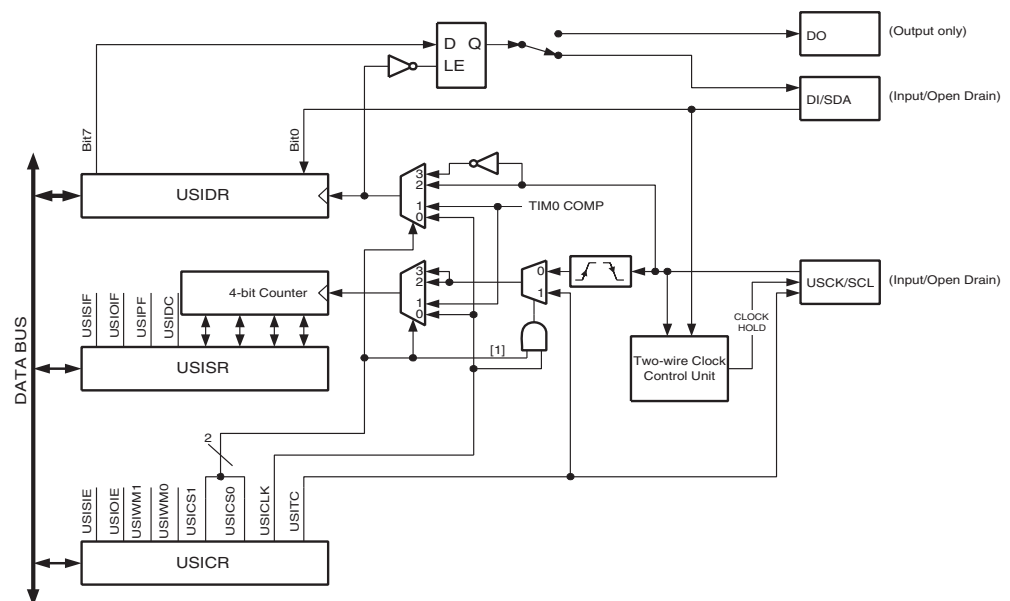 D Q
LE
DO
(Output only)
DI/SDA
(Input/Open Drain)
Bit7
Bit0
USIDR
3
2
1
0
TIM0 COMP
DATA BUS
USISIF
USIOIF
USIPF
USIDC
4-bit Counter
USISR
3
2
1
0
0
1
[1]
USCK/SCL
(Input/Open Drain)
CLOCK
HOLD
Two-wire Clock
Control Unit
2
USISIE
USIOIE
USIWM1
USIWM0
USICS1
USICS0
USICLK
USITC
USICR